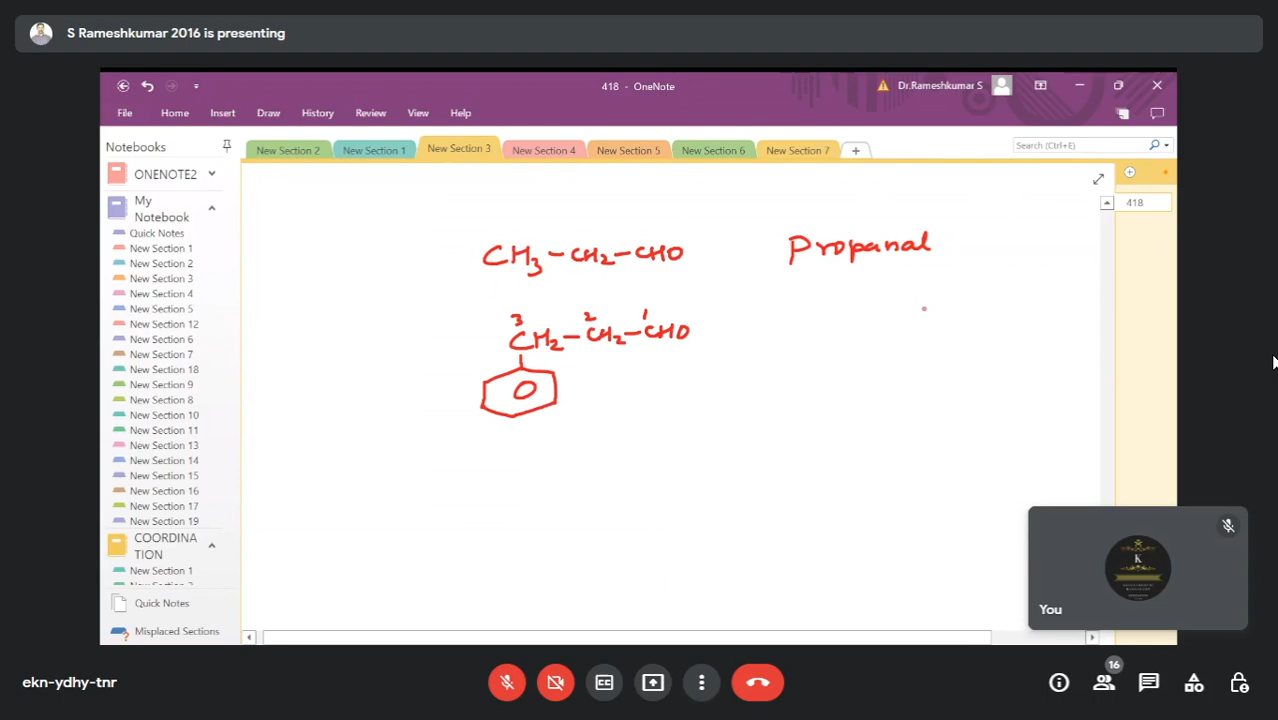 S Rameshkumar 2016 is presenting
418 - OneNote
Dr.Rameshkumar S
File Home Insert Draw History Review View Help
Notebooks
New Section 2 New Section 1 New Section 3 New Section 4 New Section 5 New Section 6 New Section 7
Search (Ctrl+E)
ONENOTE2
My
Notebook
Quick Notes
New Section 1
New Section 2
New Section 3
New Section 4
New Section 5
New Section 12
New Section 6
New Section 7
New Section 18
New Section 9
New Section 8
New Section 10
New Section 11
New Section 13
New Section 14
New Section 15
New Section 16
New Section 17
New Section 19
COORDINA
TION
New Section 1
Quick Notes
Misplaced Sections
418
CH3-CH2-CHO Propanal
3 2 1
CH2-CH2-CHO
K
You
ekn-ydhy-tnr
16